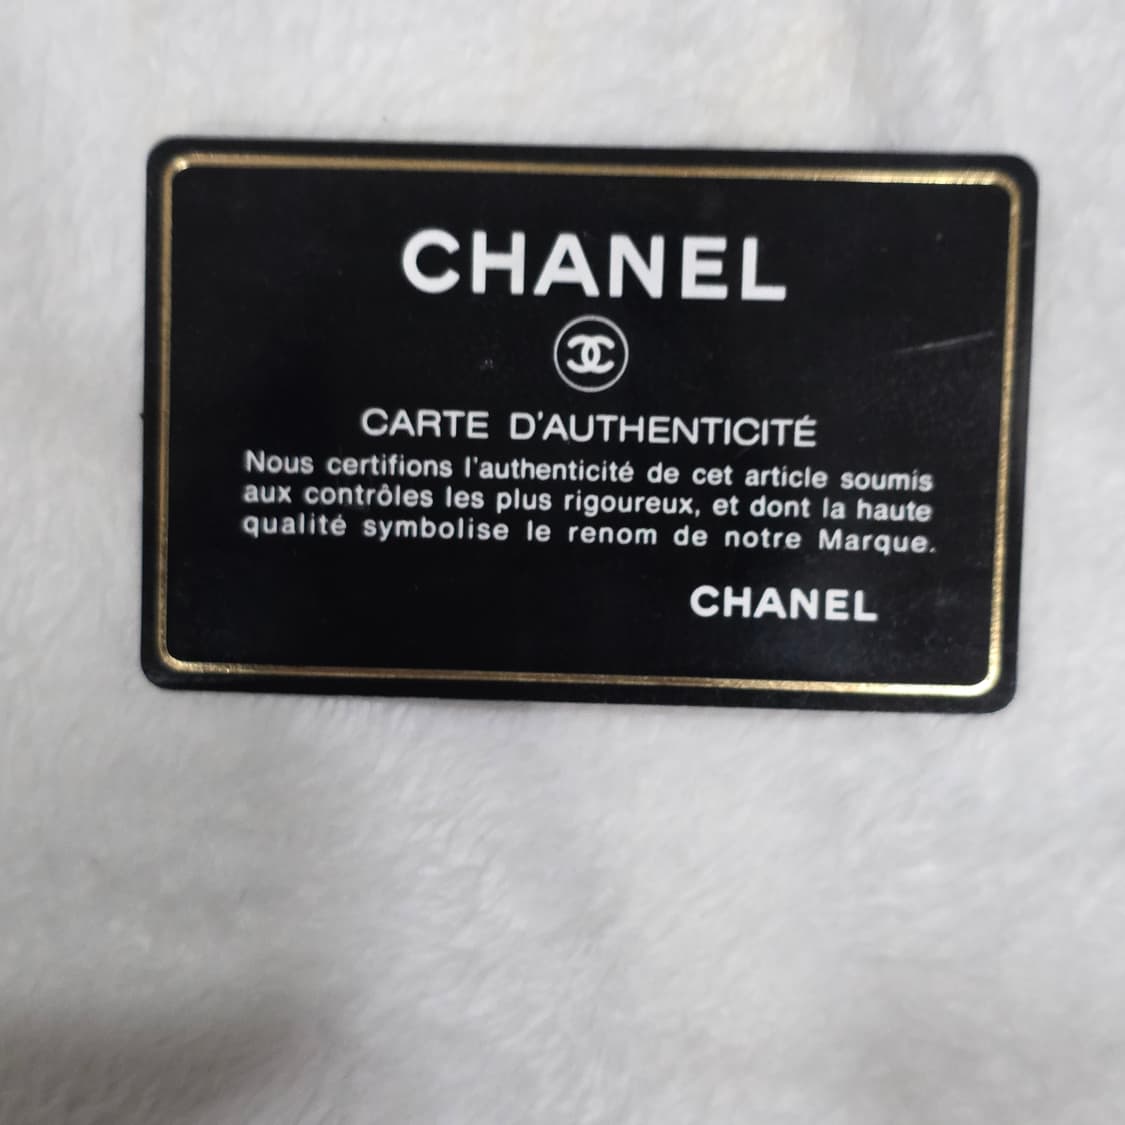 CHANEL
CARTE D'AUTHENTICITÉ
Nous certifions l'authenticité de cet article soumis
aux contrôles les plus rigoureux, et dont la haute
qualité symbolise le renom de notre Marque.
CHANEL